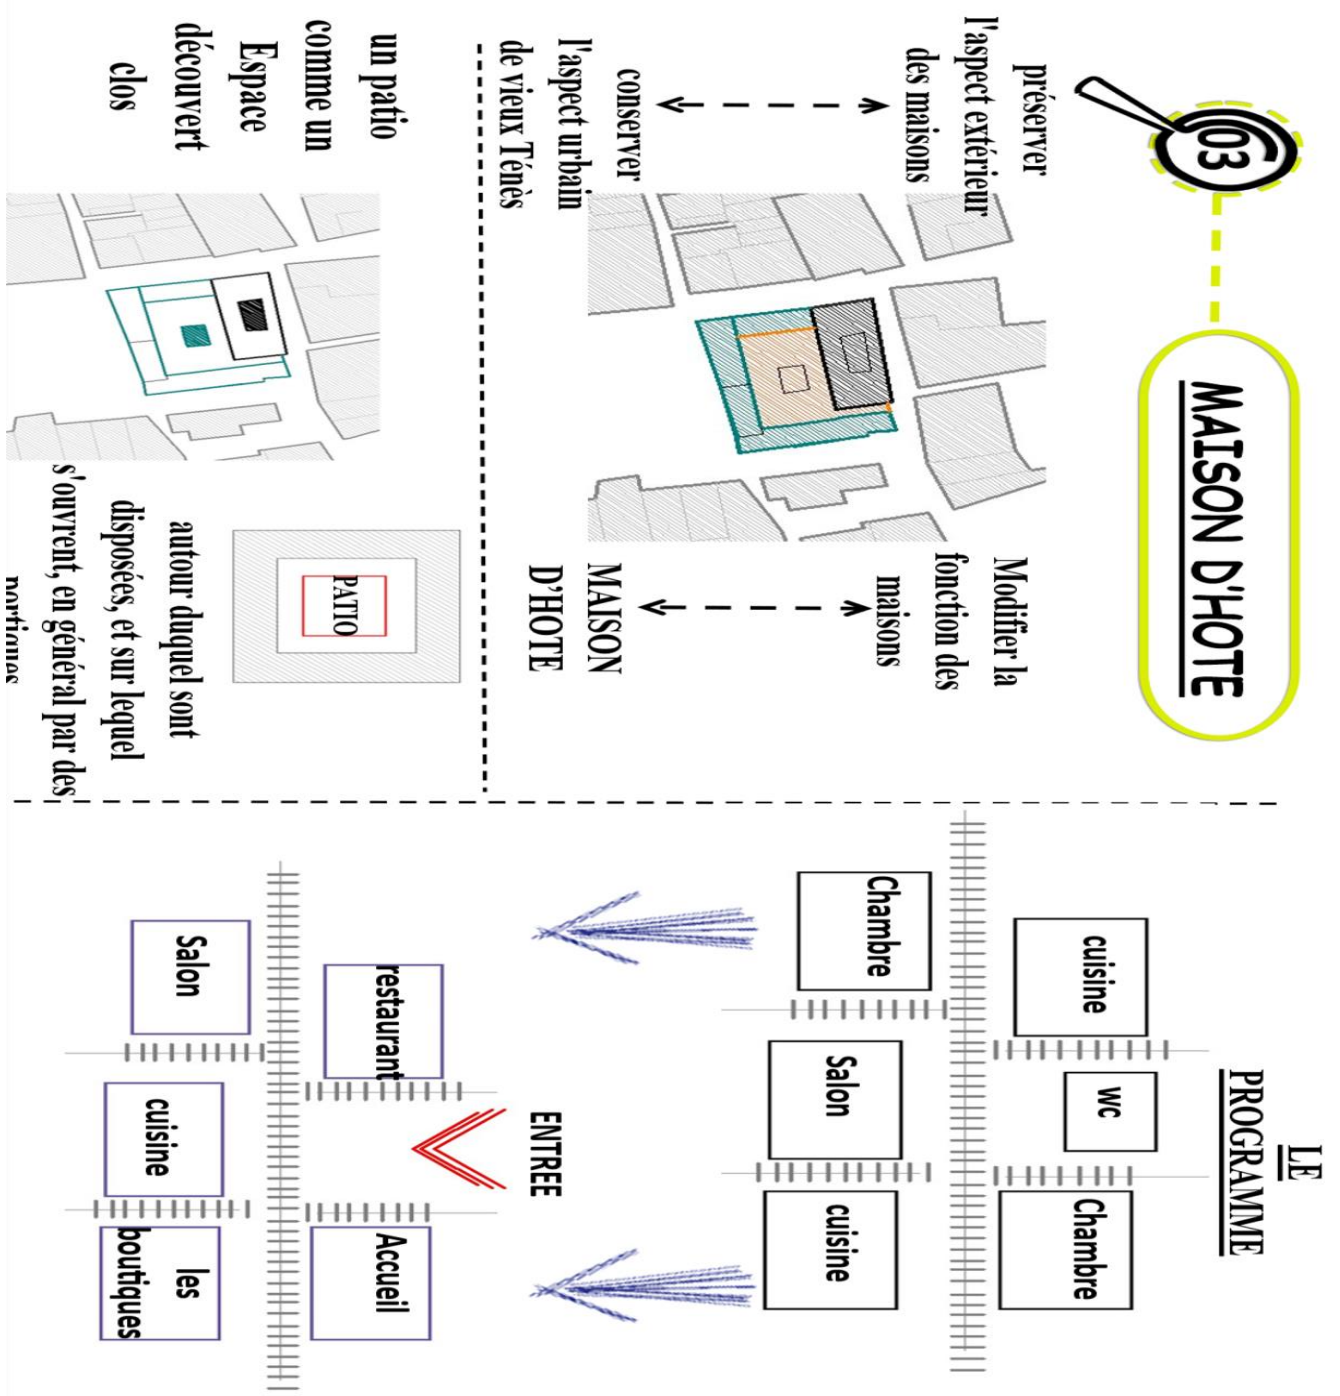 03
MAISON D'HOTE
préserver
l'aspect extérieur
des maisons
conserver
l'aspect urbain
de vieux Ténès
Modifier la
fonction des
maisons
MAISON
D'HOTE
un patio
comme un
Espace
découvert
clos
PATIO
autour duquel sont
disposées, et sur lequel
s'ouvrent, en général par des
LE
PROGRAMME
cuisine
wc
Chambre
Chambre
Salon
cuisine
ENTREE
restaurant
Accueil
Salon
cuisine
les
boutiques